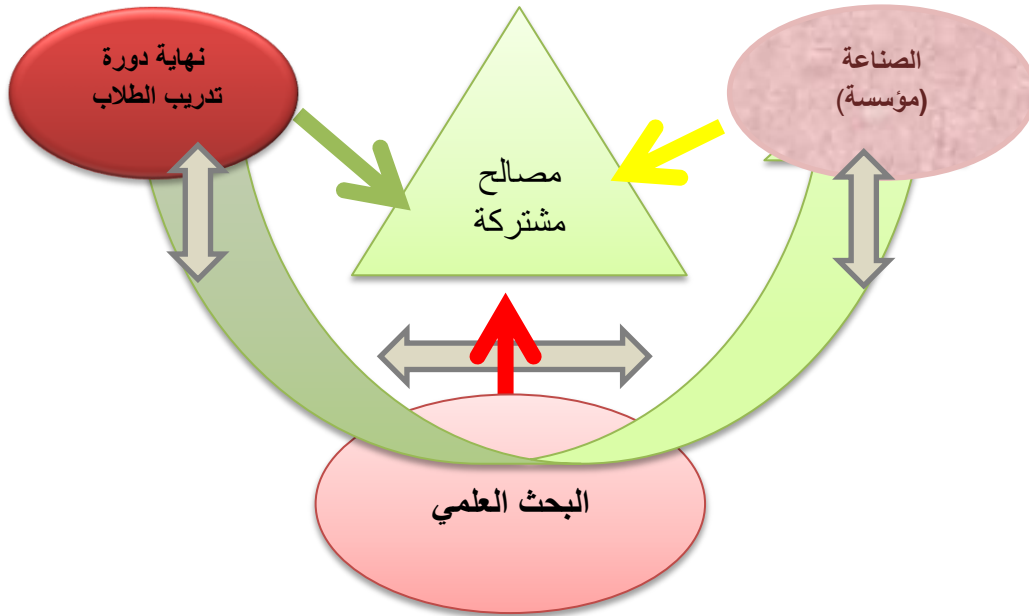 الصناعة
(مؤسسة)
نهاية دورة
تدريب الطلاب
مصالح
مشتركة
البحث العلمي